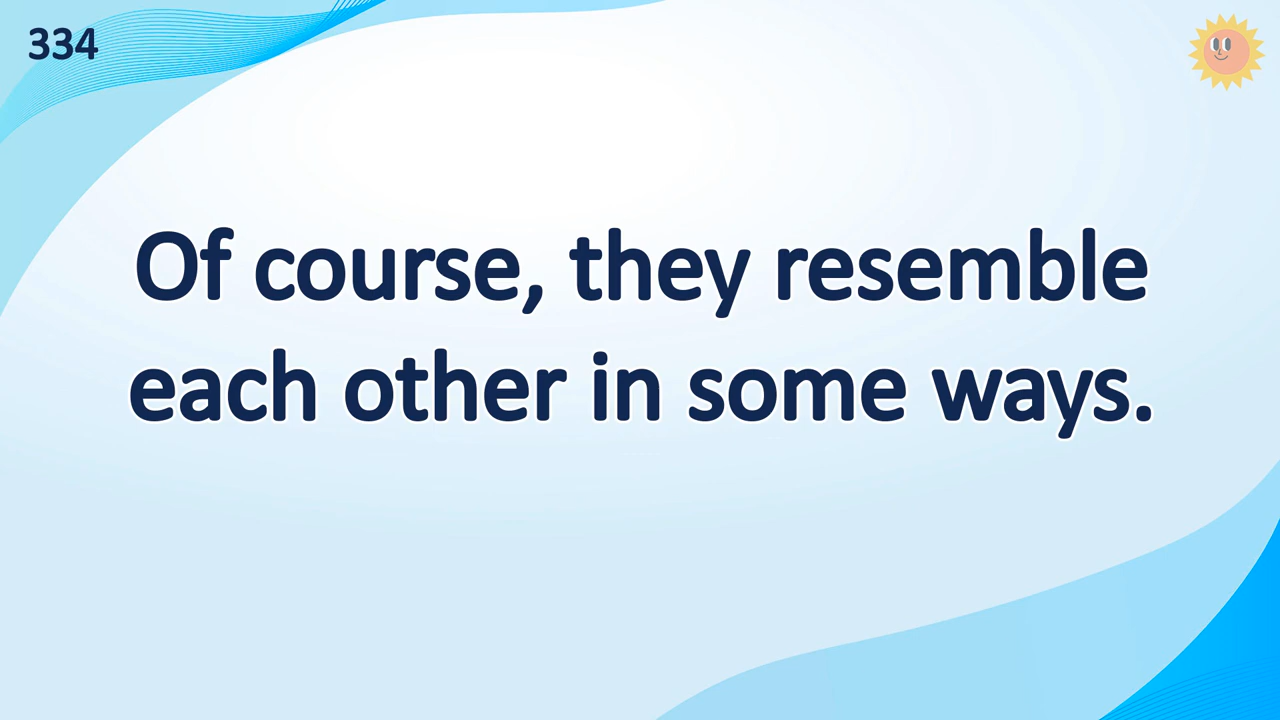 334
Of course, they resemble
each other in some ways.